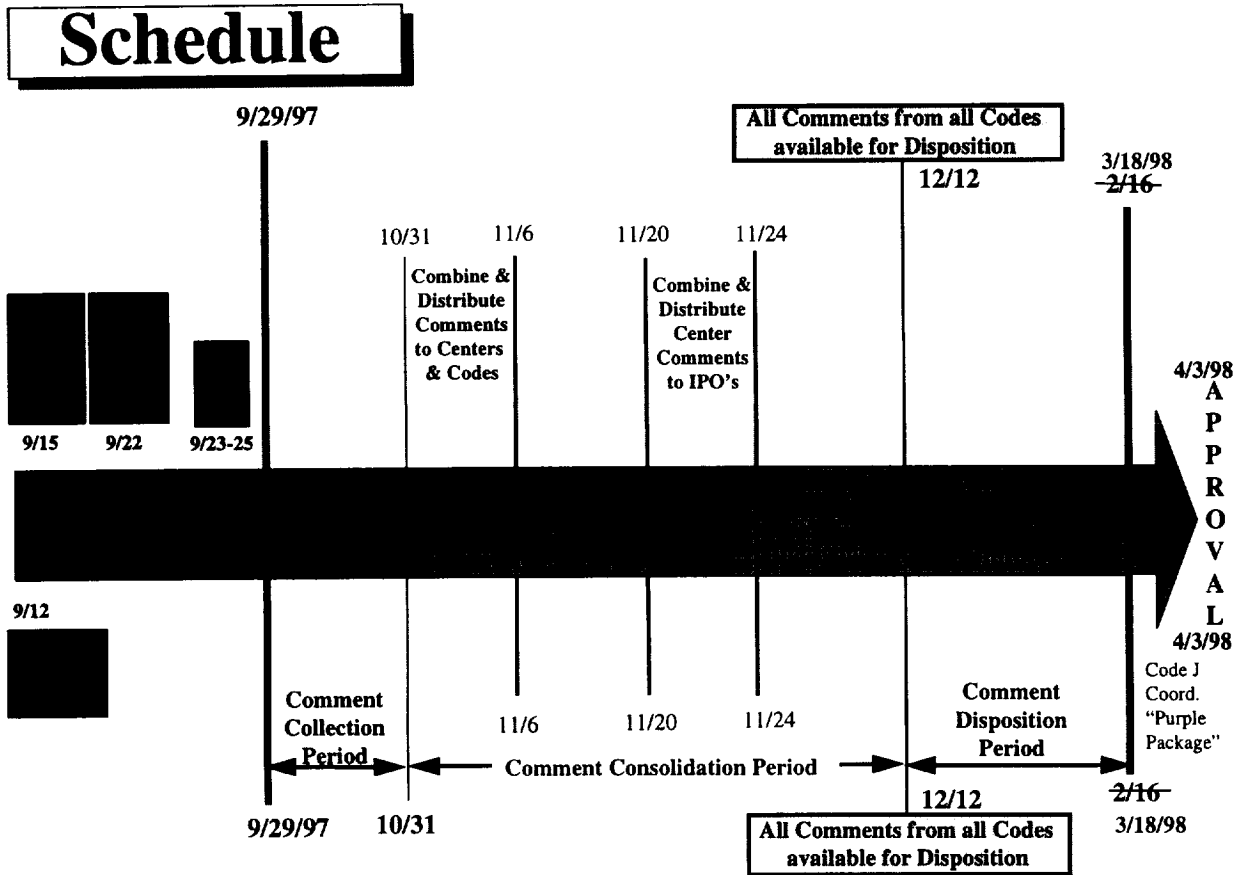 Schedule
9/29/97
All Comments from all Codes
available for Disposition
12/12
3/18/98
2/16
10/31
11/6
11/20
11/24
Combine &
Distribute
Comments
to Centers
& Codes
Combine &
Distribute
Center
Comments
to IPO's
9/15
9/22
9/23-25
4/3/98
A
P
P
R
O
V
A
L
4/3/98
9/12
Code J
Coord.
"Purple
Package"
Comment
Collection
Period
11/6
11/20
11/24
Comment
Disposition
Period
Comment Consolidation Period
9/29/97
10/31
12/12
2/16
3/18/98
All Comments from all Codes
available for Disposition